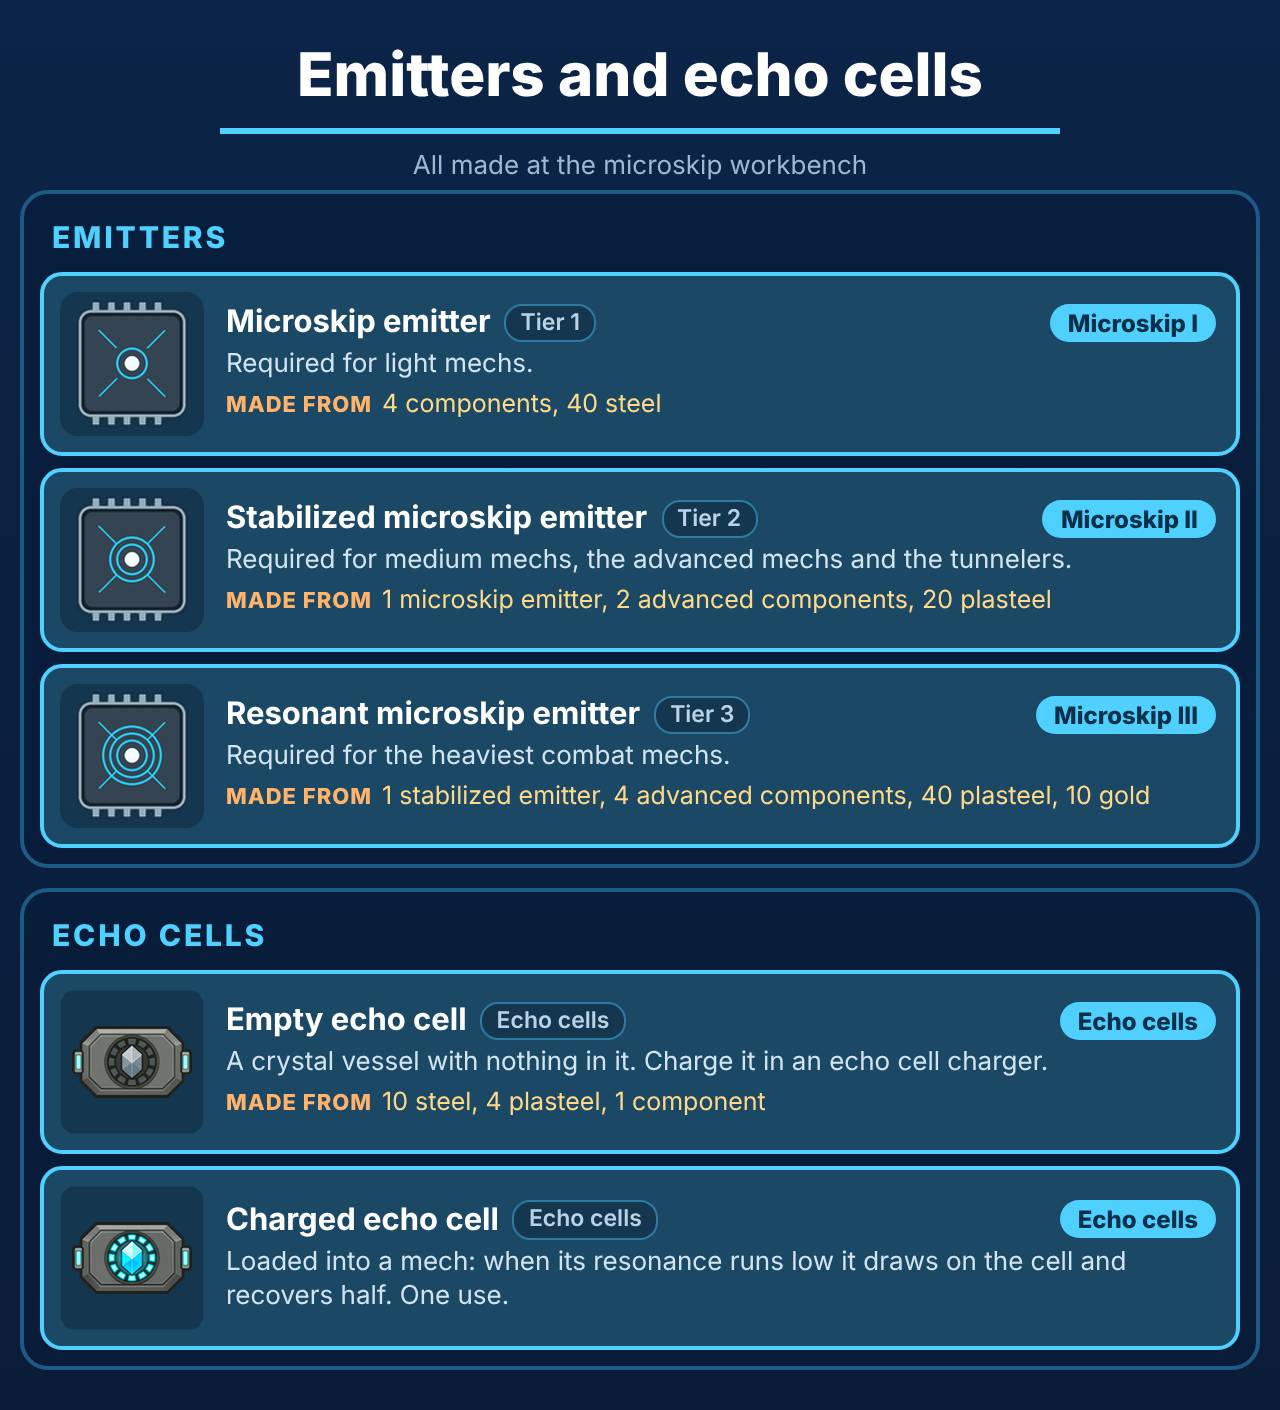 Emitters and echo cells
All made at the microskip workbench
EMITTERS
Microskip emitter Tier 1 Microskip I
Required for light mechs.
MADE FROM 4 components, 40 steel
Stabilized microskip emitter Tier 2 Microskip II
Required for medium mechs, the advanced mechs and the tunnelers.
MADE FROM 1 microskip emitter, 2 advanced components, 20 plasteel
Resonant microskip emitter Tier 3 Microskip III
Required for the heaviest combat mechs.
MADE FROM 1 stabilized emitter, 4 advanced components, 40 plasteel, 10 gold
ECHO CELLS
Empty echo cell Echo cells Echo cells
A crystal vessel with nothing in it. Charge it in an echo cell charger.
MADE FROM 10 steel, 4 plasteel, 1 component
Charged echo cell Echo cells Echo cells
Loaded into a mech: when its resonance runs low it draws on the cell and
recovers half. One use.